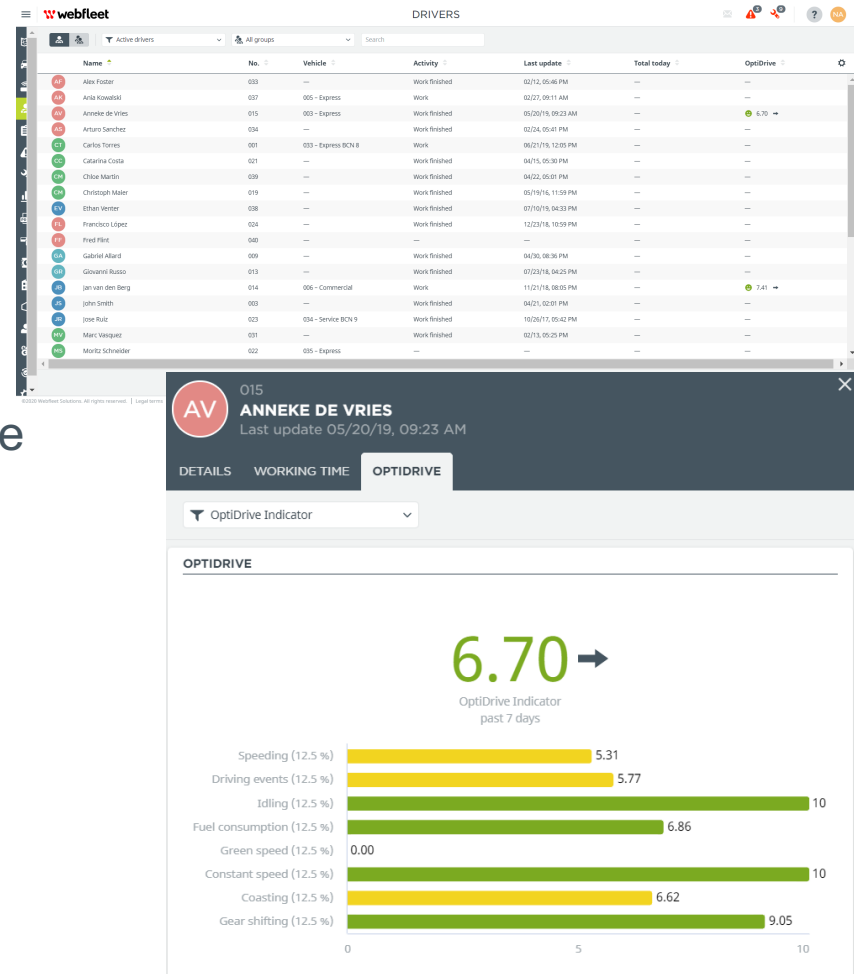 webfleet
DRIVERS
3
0
?
NA
Active drivers
All groups
Search
Name No. Vehicle Activity Last update Total today OptiDrive
AF Alex Foster 033 — Work finished 02/12, 05:46 PM — —
AK Ania Kowalski 037 005 – Express Work 02/27, 09:11 AM — —
AV Anneke de Vries 015 003 – Express Work finished 05/20/19, 09:23 AM — 6.70
AS Arturo Sanchez 034 — Work finished 02/24, 05:41 PM — —
CT Carlos Torres 001 033 – Express BCN 8 Work 06/21/19, 12:05 PM — —
CC Catarina Costa 021 — Work finished 04/15, 05:30 PM — —
CM Chloe Martin 039 — Work finished 04/22, 05:01 PM — —
CM Christoph Maier 019 — Work finished 05/19/16, 11:59 PM — —
EV Ethan Venter 038 — Work finished 07/10/19, 04:33 PM — —
FL Francisco López 024 — Work finished 12/23/18, 10:59 PM — —
FF Fred Flint 040 — — — — —
GA Gabriel Allard 009 — Work finished 04/30, 08:36 PM — —
GR Giovanni Russo 013 — Work finished 07/23/18, 04:25 PM — —
JB Jan van den Berg 014 006 – Commercial Work 11/21/18, 08:05 PM — 7.41
JS John Smith 003 — Work finished 04/21, 02:01 PM — —
JR Jose Ruiz 023 034 – Service BCN 9 Work finished 10/26/17, 05:42 PM — —
MV Marc Vasquez 031 — Work finished 02/13, 05:25 PM — —
MS Moritz Schneider 022 035 – Express — — — —
©2020 Webfleet Solutions. All rights reserved. | Legal terms
e
AV
015
ANNEKE DE VRIES
Last update 05/20/19, 09:23 AM
DETAILS WORKING TIME OPTIDRIVE
OptiDrive Indicator
OPTIDRIVE
6.70
OptiDrive Indicator
past 7 days
Speeding (12.5 %) 5.31
Driving events (12.5 %) 5.77
Idling (12.5 %) 10
Fuel consumption (12.5 %) 6.86
Green speed (12.5 %) 0.00
Constant speed (12.5 %) 10
Coasting (12.5 %) 6.62
Gear shifting (12.5 %) 9.05
0 5 10